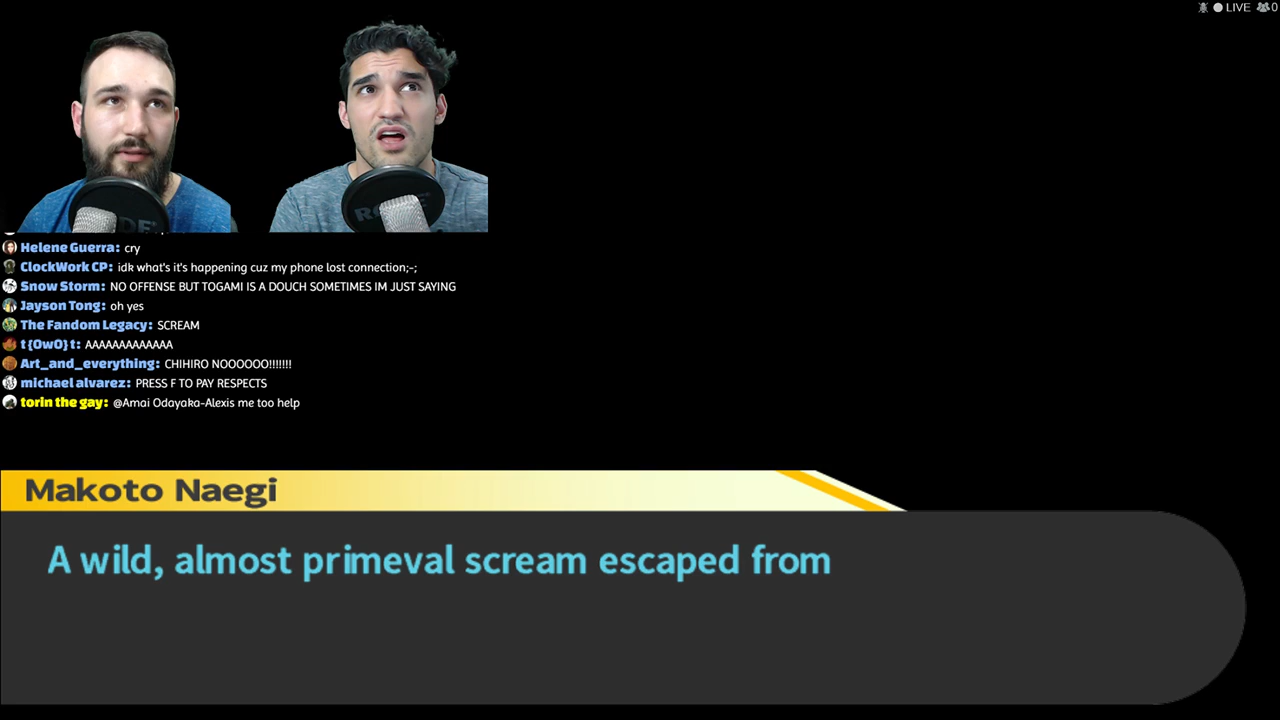 LIVE 0
Helene Guerra: cry
ClockWork CP: idk what's it's happening cuz my phone lost connection;-;
Snow Storm: NO OFFENSE BUT TOGAMI IS A DOUCH SOMETIMES IM JUST SAYING
Jayson Tong: oh yes
The Fandom Legacy: SCREAM
t {OwO} t: AAAAAAAAAAAAA
Art_and_everything: CHIHIRO NOOOOOO!!!!!!!
michael alvarez: PRESS F TO PAY RESPECTS
torin the gay: @Amai Odayaka-Alexis me too help
Makoto Naegi
A wild, almost primeval scream escaped from